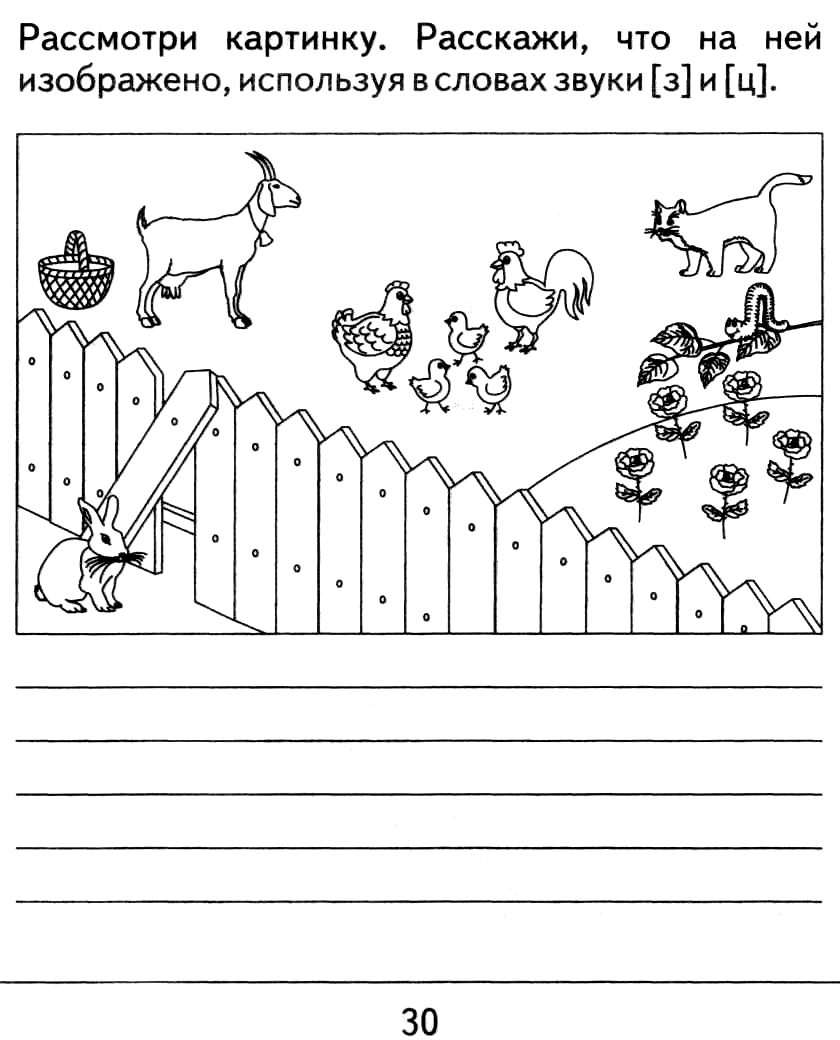 Рассмотри картинку. Расскажи, что на ней
изображено, используя в словах звуки [з] и [ц].
30